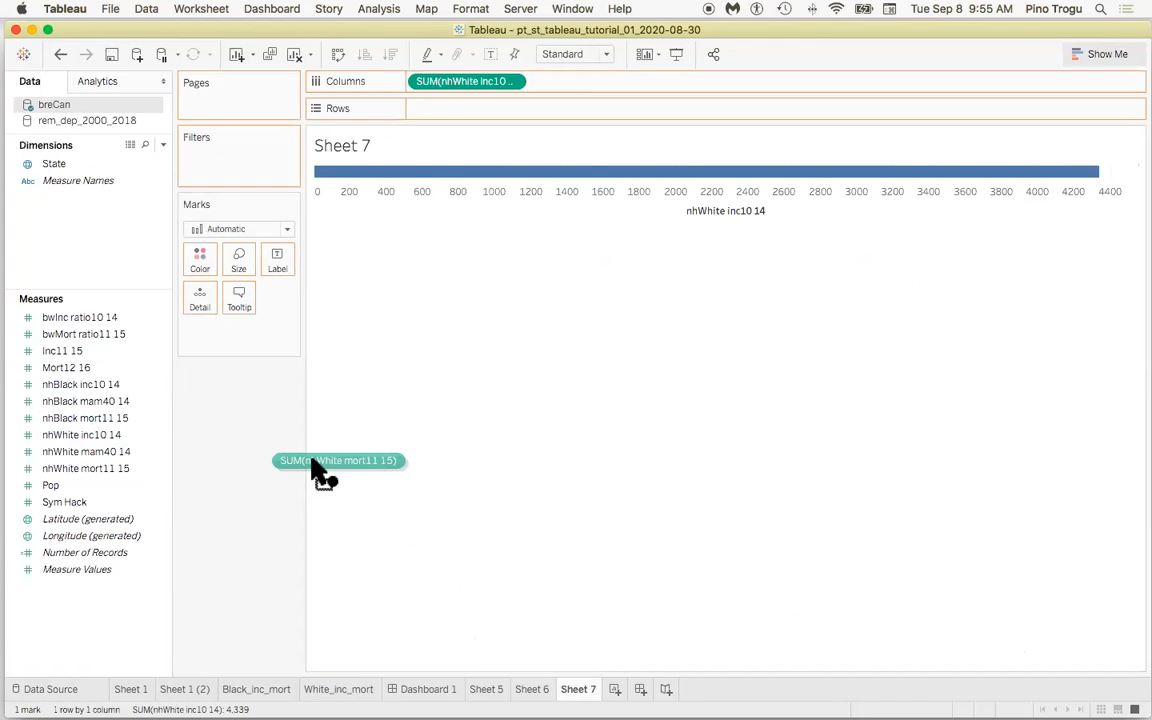 Tableau File Data Worksheet Dashboard Story Analysis Map Format Server Window Help Tue Sep 8 9:55 AM Pino Trogu
Tableau - pt_st_tableau_tutorial_01_2020-08-30
Standard Show Me
Data Analytics Pages Columns SUM(nhWhite inc10 ..
breCan Rows
rem_dep_2000_2018
Filters
Dimensions Sheet 7
State
Abc Measure Names
0 200 400 600 800 1000 1200 1400 1600 1800 2000 2200 2400 2600 2800 3000 3200 3400 3600 3800 4000 4200 4400
nhWhite inc10 14
Marks
Automatic
Color Size Label
Detail Tooltip
Measures
bwInc ratio10 14
bwMort ratio11 15
Inc11 15
Mort12 16
nhBlack inc10 14
nhBlack mam40 14
nhBlack mort11 15
nhWhite inc10 14
nhWhite mam40 14
nhWhite mort11 15
SUM(nhWhite mort11 15)
Pop
Sym Hack
Latitude (generated)
Longitude (generated)
Number of Records
Measure Values
Data Source Sheet 1 Sheet 1 (2) Black_inc_mort White_inc_mort Dashboard 1 Sheet 5 Sheet 6 Sheet 7
1 mark 1 row by 1 column SUM(nhWhite inc10 14): 4,339